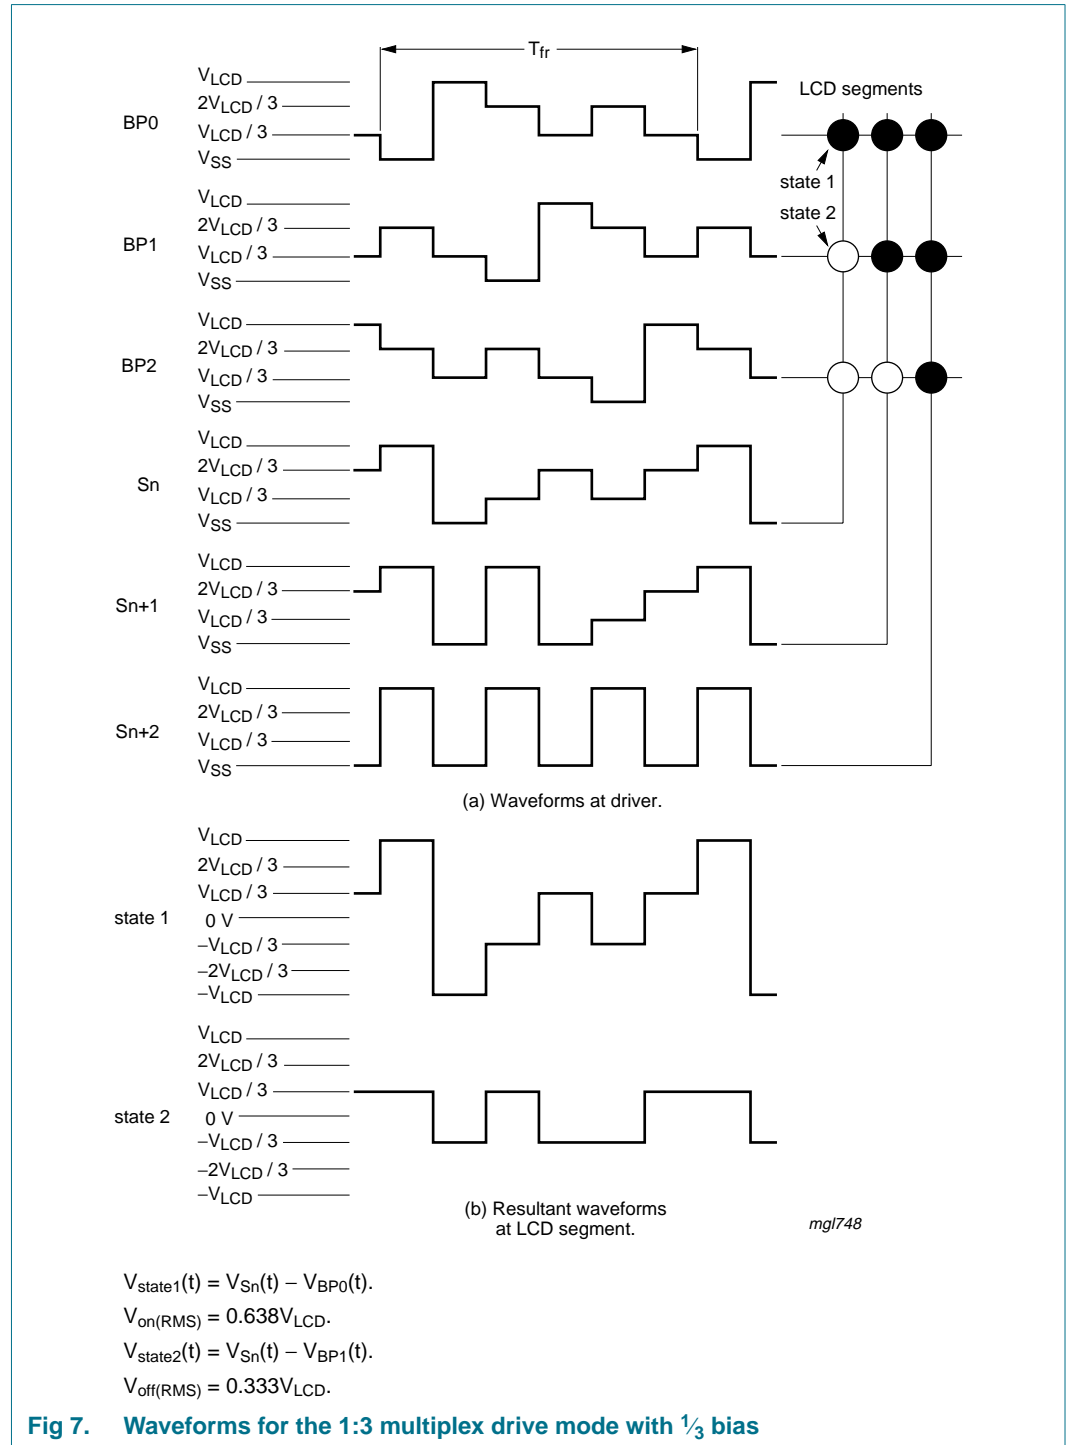 Tfr
BP0
VLCD
2VLCD / 3
VLCD / 3
VSS
LCD segments
state 1
state 2
BP1
VLCD
2VLCD / 3
VLCD / 3
VSS
BP2
VLCD
2VLCD / 3
VLCD / 3
VSS
Sn
VLCD
2VLCD / 3
VLCD / 3
VSS
Sn+1
VLCD
2VLCD / 3
VLCD / 3
VSS
Sn+2
VLCD
2VLCD / 3
VLCD / 3
VSS
(a) Waveforms at driver.
state 1
VLCD
2VLCD / 3
VLCD / 3
0 V
−VLCD / 3
−2VLCD / 3
−VLCD
state 2
VLCD
2VLCD / 3
VLCD / 3
0 V
−VLCD / 3
−2VLCD / 3
−VLCD
(b) Resultant waveforms
at LCD segment.
mgl748
Vstate1(t) = VSn(t) − VBP0(t).
Von(RMS) = 0.638VLCD.
Vstate2(t) = VSn(t) − VBP1(t).
Voff(RMS) = 0.333VLCD.
Fig 7. Waveforms for the 1:3 multiplex drive mode with 1⁄3 bias